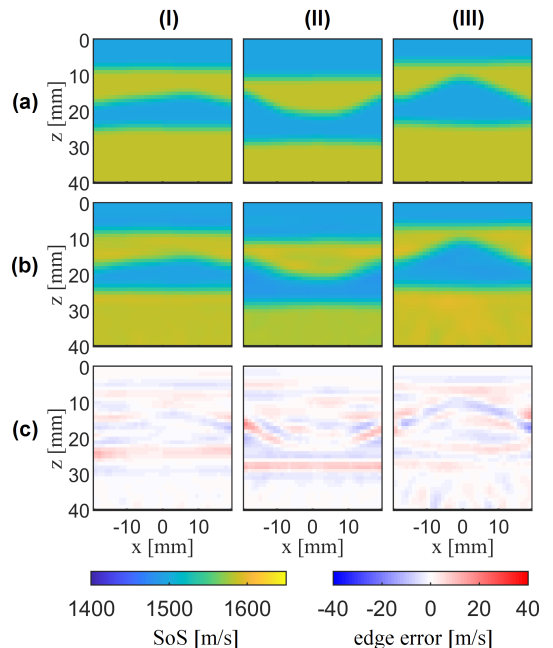 (I) (II) (III)
0
10
20
30
40
z [mm]
(a)
0
10
20
30
40
z [mm]
(b)
0
10
20
30
40
z [mm]
(c)
-10 0 10 -10 0 10 -10 0 10
x [mm] x [mm] x [mm]
1400 1500 1600 -40 -20 0 20 40
SoS [m/s] edge error [m/s]